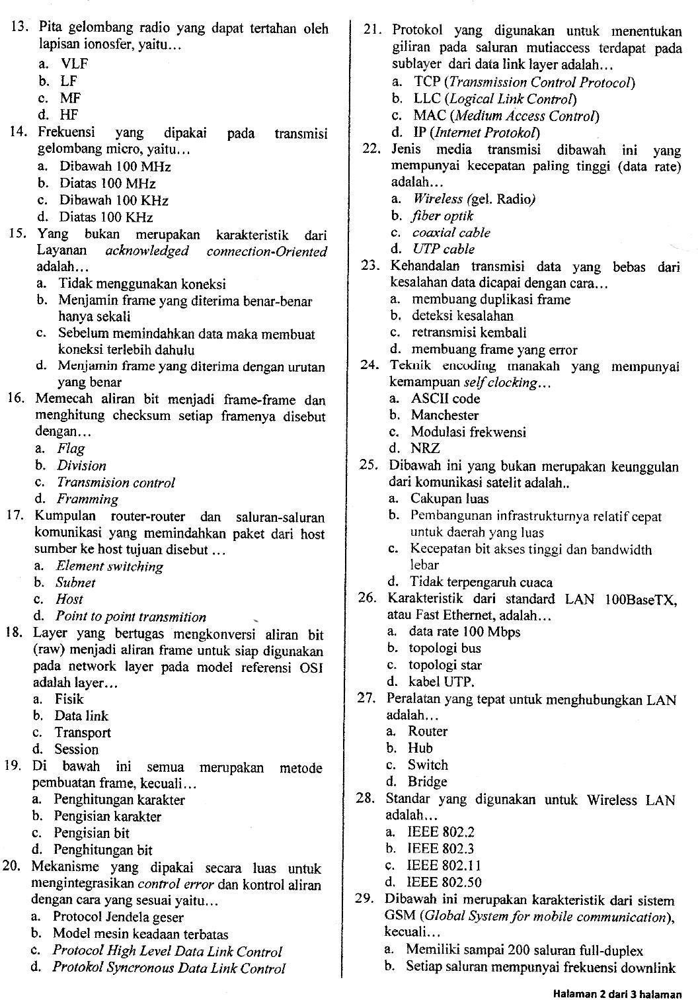 13. Pita gelombang radio yang dapat tertahan oleh
lapisan ionosfer, yaitu...
a. VLF
b. LF
c. MF
d. HF
14. Frekuensi yang dipakai pada transmisi
gelombang micro, yaitu...
a. Dibawah 100 MHz
b. Diatas 100 MHz
c. Dibawah 100 KHz
d. Diatas 100 KHz
15. Yang bukan merupakan karakteristik dari
Layanan acknowledged connection-Oriented
adalah...
a. Tidak menggunakan koneksi
b. Menjamin frame yang diterima benar-benar
hanya sekali
c. Sebelum memindahkan data maka membuat
koneksi terlebih dahulu
d. Menjamin frame yang diterima dengan urutan
yang benar
16. Memecah aliran bit menjadi frame-frame dan
menghitung checksum setiap framenya disebut
dengan...
a. Flag
b. Division
c. Transmision control
d. Framming
17. Kumpulan router-router dan saluran-saluran
komunikasi yang memindahkan paket dari host
sumber ke host tujuan disebut ...
a. Element switching
b. Subnet
c. Host
d. Point to point transmition
18. Layer yang bertugas mengkonversi aliran bit
(raw) menjadi aliran frame untuk siap digunakan
pada network layer pada model referensi OSI
adalah layer...
a. Fisik
b. Data link
c. Transport
d. Session
19. Di bawah ini semua merupakan metode
pembuatan frame, kecuali...
a. Penghitungan karakter
b. Pengisian karakter
c. Pengisian bit
d. Penghitungan bit
20. Mekanisme yang dipakai secara luas untuk
mengintegrasikan control error dan kontrol aliran
dengan cara yang sesuai yaitu...
a. Protocol Jendela geser
b. Model mesin keadaan terbatas
c. Protocol High Level Data Link Control
d. Protokol Syncronous Data Link Control
21. Protokol yang digunakan untuk menentukan
giliran pada saluran mutiaccess terdapat pada
sublayer dari data link layer adalah...
a. TCP (Transmission Control Protocol)
b. LLC (Logical Link Control)
c. MAC (Medium Access Control)
d. IP (Internet Protokol)
22. Jenis media transmisi dibawah ini yang
mempunyai kecepatan paling tinggi (data rate)
adalah...
a. Wireless (gel. Radio)
b. fiber optik
c. coaxial cable
d. UTP cable
23. Kehandalan transmisi data yang bebas dari
kesalahan data dicapai dengan cara...
a. membuang duplikasi frame
b. deteksi kesalahan
c. retransmisi kembali
d. membuang frame yang error
24. Teknik encoding manakah yang mempunyai
kemampuan self clocking...
a. ASCII code
b. Manchester
c. Modulasi frekwensi
d. NRZ
25. Dibawah ini yang bukan merupakan keunggulan
dari komunikasi satelit adalah..
a. Cakupan luas
b. Pembangunan infrastrukturnya relatif cepat
untuk daerah yang luas
c. Kecepatan bit akses tinggi dan bandwidth
lebar
d. Tidak terpengaruh cuaca
26. Karakteristik dari standard LAN 100BaseTX,
atau Fast Ethernet, adalah...
a. data rate 100 Mbps
b. topologi bus
c. topologi star
d. kabel UTP.
27. Peralatan yang tepat untuk menghubungkan LAN
adalah...
a. Router
b. Hub
c. Switch
d. Bridge
28. Standar yang digunakan untuk Wireless LAN
adalah...
a. IEEE 802.2
b. IEEE 802.3
c. IEEE 802.11
d. IEEE 802.50
29. Dibawah ini merupakan karakteristik dari sistem
GSM (Global System for mobile communication),
kecuali...
a. Memiliki sampai 200 saluran full-duplex
b. Setiap saluran mempunyai frekuensi downlink
Halaman 2 dari 3 halaman